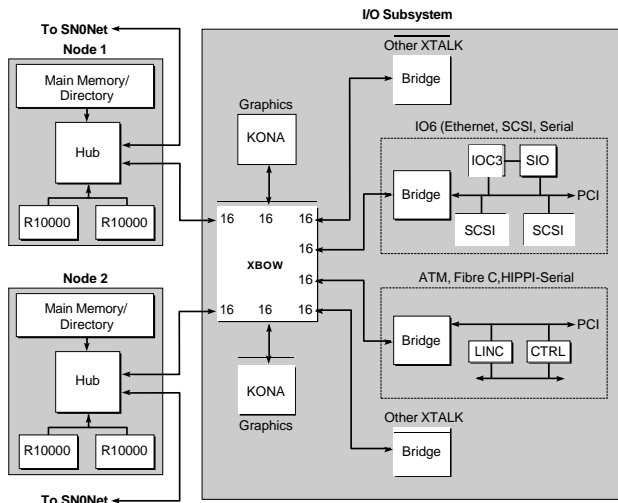 I/O Subsystem
To SN0Net
Node 1
Main Memory/
Directory
Hub
R10000
R10000
Other XTALK
Bridge
Graphics
KONA
IO6 (Ethernet, SCSI, Serial
IOC3
SIO
Bridge
PCI
SCSI
SCSI
16
16
16
16
XBOW
16
16
16
16
Node 2
Main Memory/
Directory
Hub
R10000
R10000
To SN0Net
ATM, Fibre C,HIPPI-Serial
Bridge
PCI
LINC
CTRL
KONA
Graphics
Other XTALK
Bridge